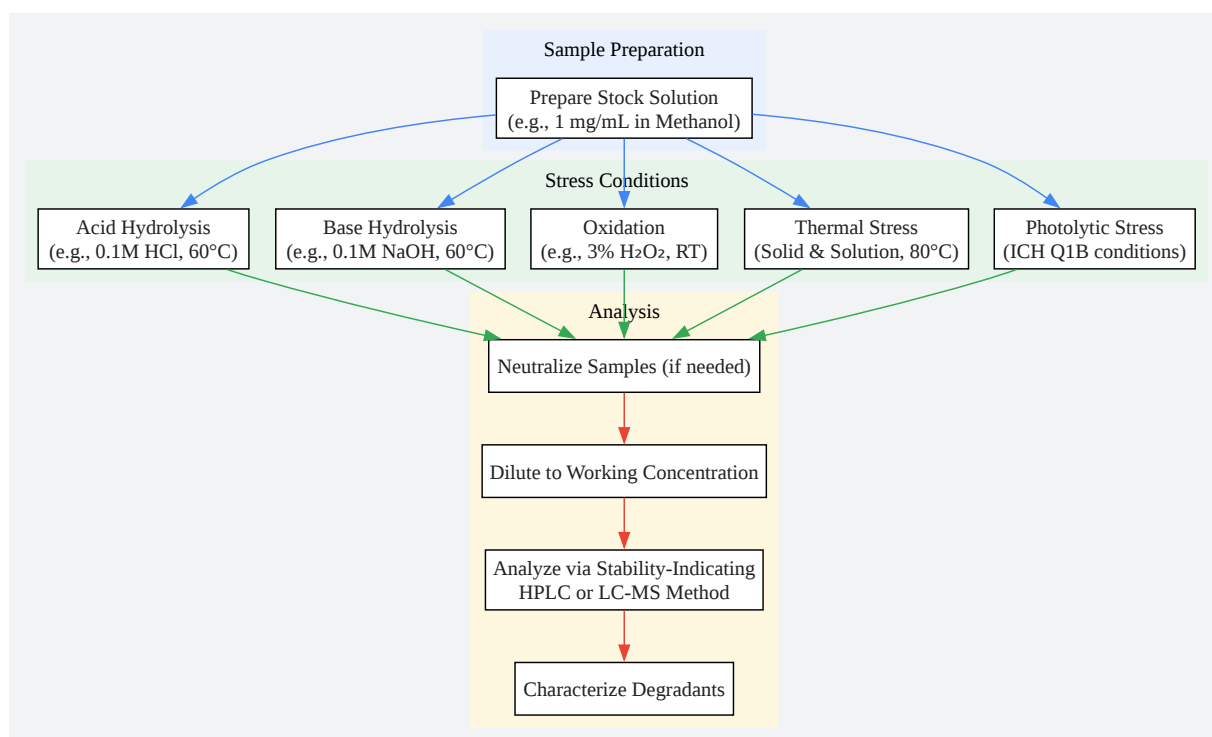 Sample Preparation
Prepare Stock Solution
(e.g., 1 mg/mL in Methanol)
Stress Conditions
Acid Hydrolysis
(e.g., 0.1M HCl, 60°C)
Base Hydrolysis
(e.g., 0.1M NaOH, 60°C)
Oxidation
(e.g., 3% H₂O₂, RT)
Thermal Stress
(Solid & Solution, 80°C)
Photolytic Stress
(ICH Q1B conditions)
Analysis
Neutralize Samples (if needed)
Dilute to Working Concentration
Analyze via Stability-Indicating
HPLC or LC-MS Method
Characterize Degradants